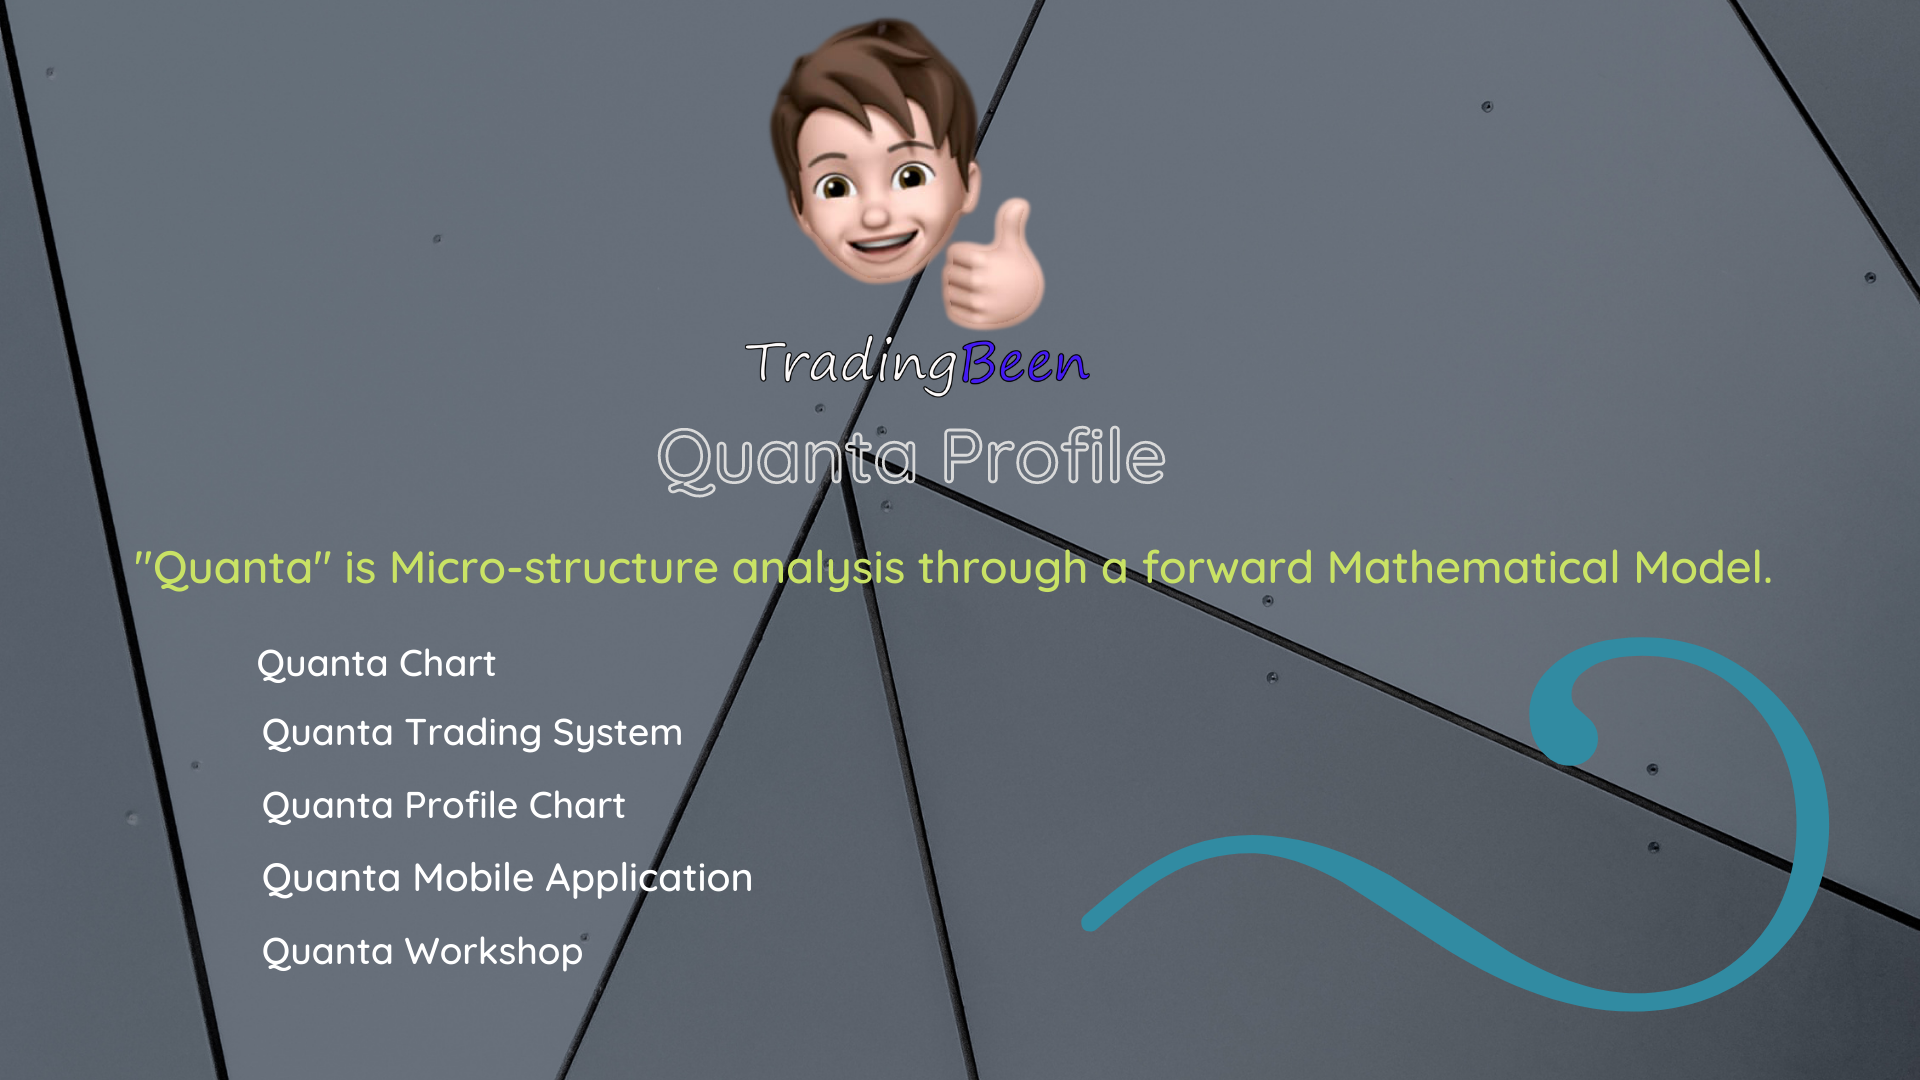 TradingBeen
Quanta Profile
"Quanta" is Micro-structure analysis through a forward Mathematical Model.
Quanta Chart
Quanta Trading System
Quanta Profile Chart
Quanta Mobile Application
Quanta Workshop